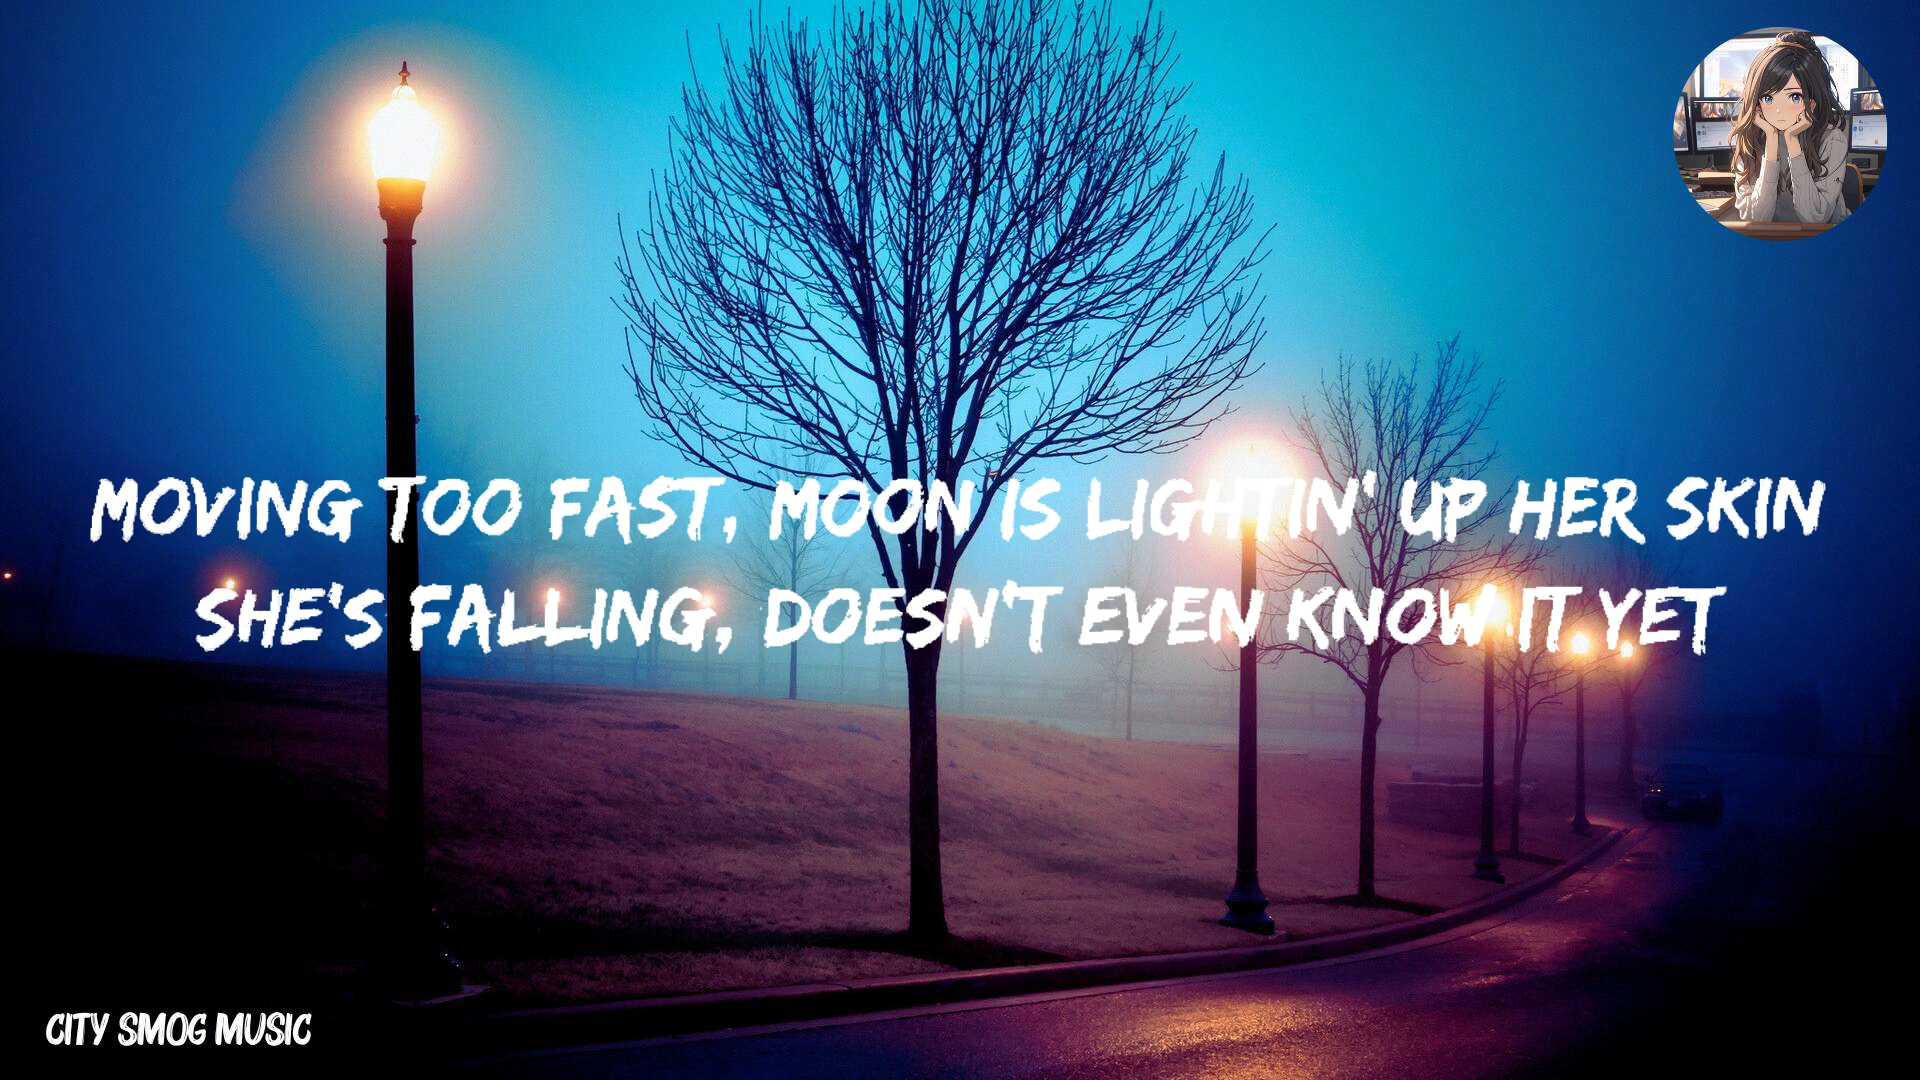 MOVING TOO FAST, MOON IS LIGHTIN' UP HER SKIN
SHE'S FALLING, DOESN'T EVEN KNOW IT YET
CITY SMOG MUSIC